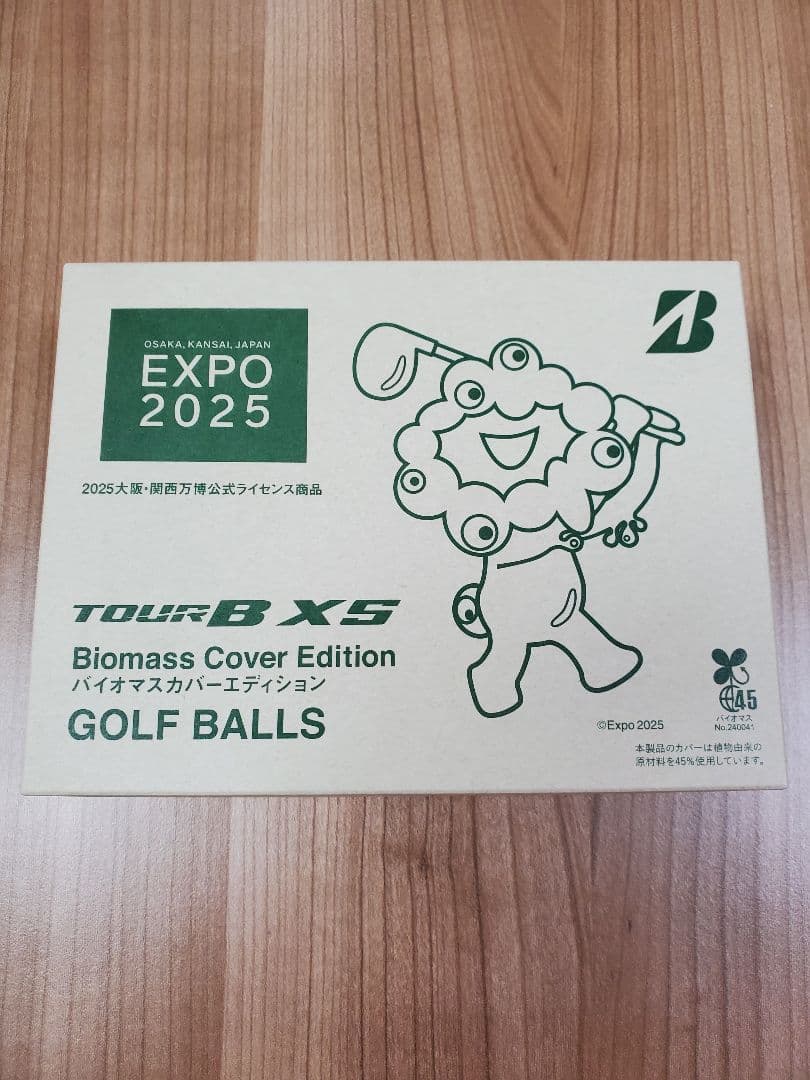 OSAKA, KANSAI, JAPAN
EXPO
2025
2025大阪・関西万博公式ライセンス商品
B
TOUR B XS
Biomass Cover Edition
バイオマスカバーエディション
GOLF BALLS
©Expo 2025
45
バイオマス
No.240041
本製品のカバーは植物由来の
原材料を45%使用しています。